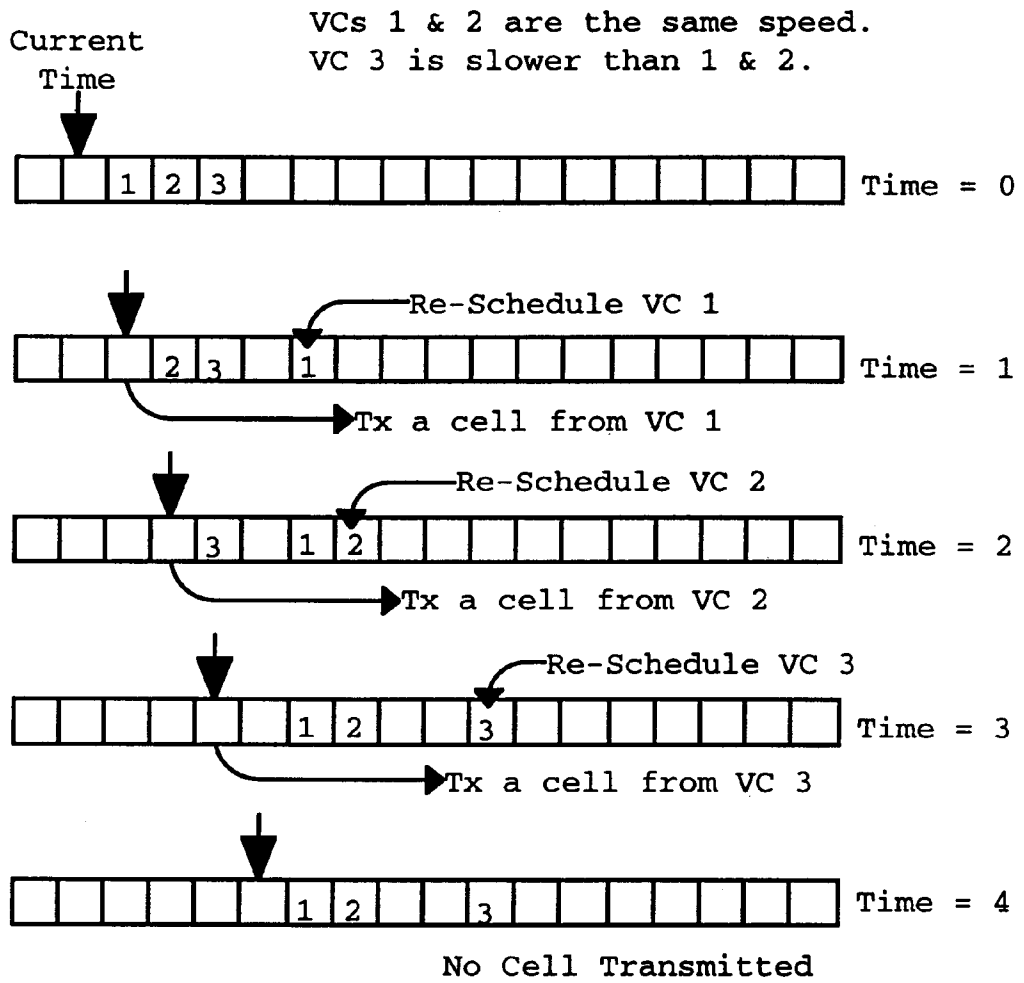 VCs 1 & 2 are the same speed.
VC 3 is slower than 1 & 2.
Current
Time
1 2 3
Time = 0
Re-Schedule VC 1
2 3 1
Time = 1
Tx a cell from VC 1
Re-Schedule VC 2
3 1 2
Time = 2
Tx a cell from VC 2
Re-Schedule VC 3
1 2 3
Time = 3
Tx a cell from VC 3
1 2 3
Time = 4
No Cell Transmitted